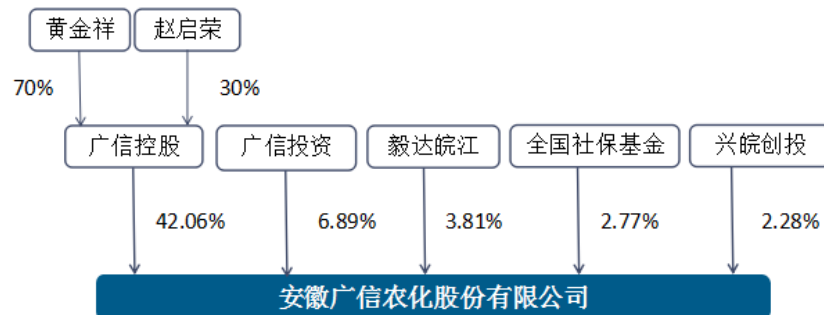 黄金祥 赵启荣
70% 30%
广信控股 广信投资 毅达皖江 全国社保基金 兴皖创投
42.06% 6.89% 3.81% 2.77% 2.28%
安徽广信农化股份有限公司